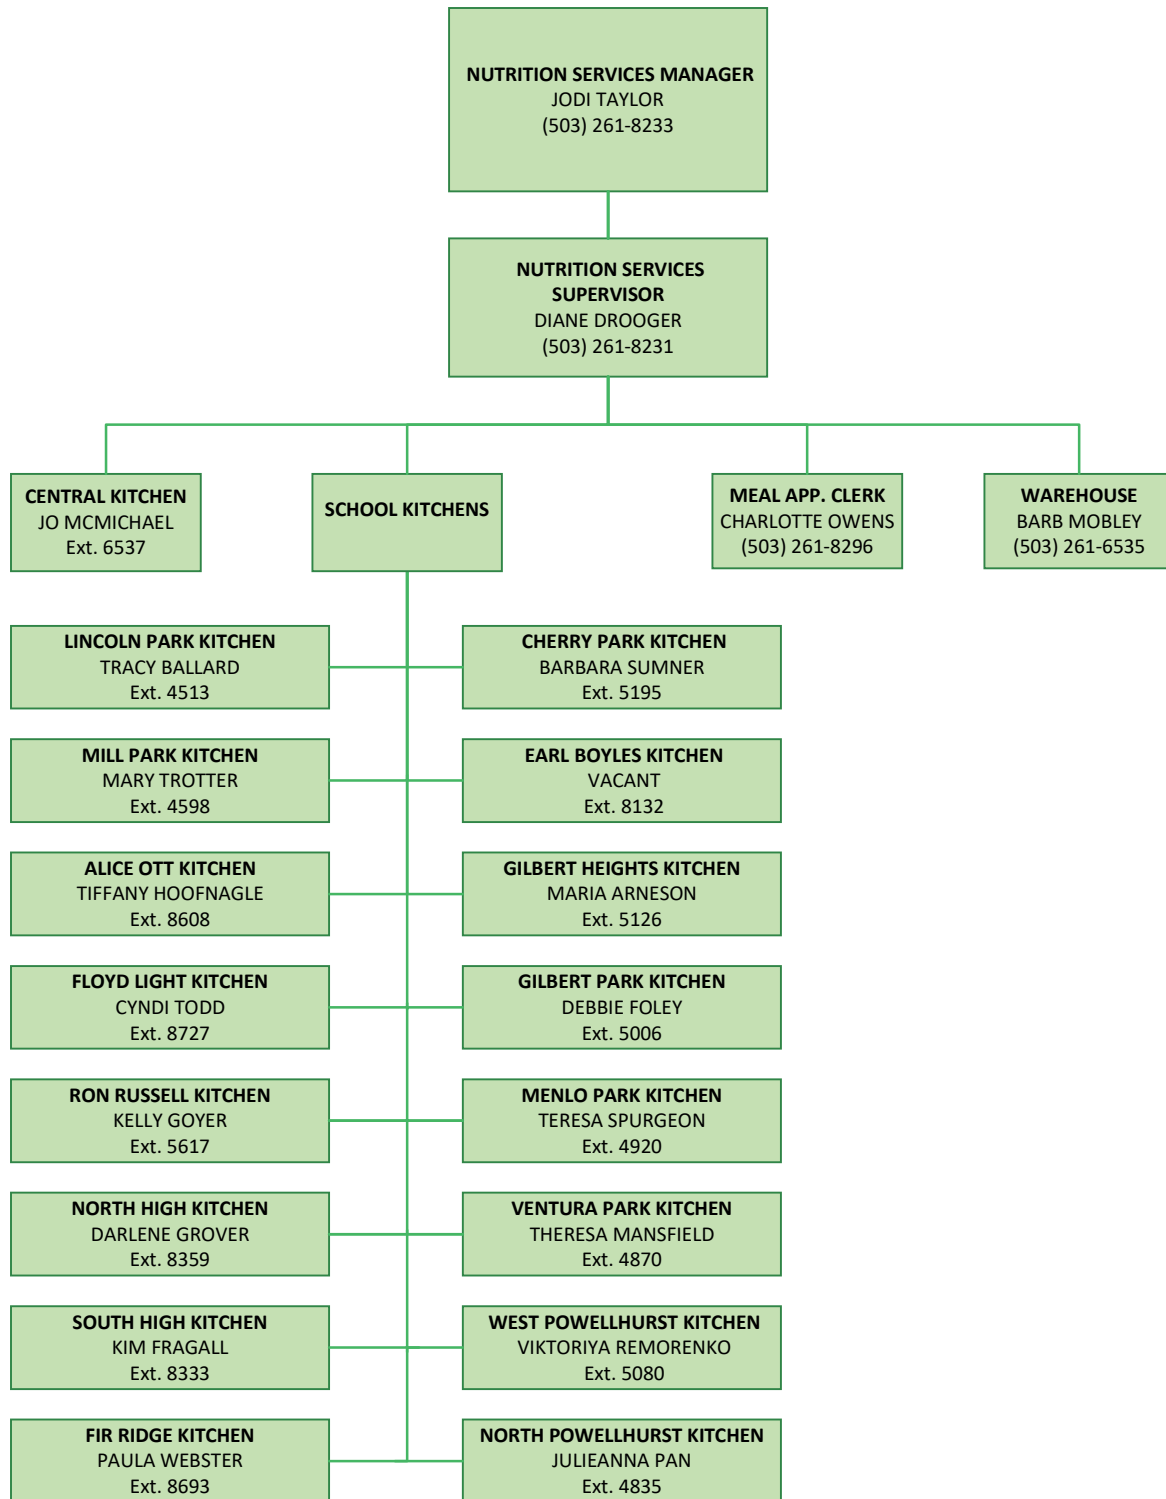 NUTRITION SERVICES MANAGER
JODI TAYLOR
(503) 261-8233
NUTRITION SERVICES
SUPERVISOR
DIANE DROOGER
(503) 261-8231
CENTRAL KITCHEN
JO MCMICHAEL
Ext. 6537
SCHOOL KITCHENS
MEAL APP. CLERK
CHARLOTTE OWENS
(503) 261-8296
WAREHOUSE
BARB MOBLEY
(503) 261-6535
LINCOLN PARK KITCHEN
TRACY BALLARD
Ext. 4513
CHERRY PARK KITCHEN
BARBARA SUMNER
Ext. 5195
MILL PARK KITCHEN
MARY TROTTER
Ext. 4598
EARL BOYLES KITCHEN
VACANT
Ext. 8132
ALICE OTT KITCHEN
TIFFANY HOOFNAGLE
Ext. 8608
GILBERT HEIGHTS KITCHEN
MARIA ARNESON
Ext. 5126
FLOYD LIGHT KITCHEN
CYNDI TODD
Ext. 8727
GILBERT PARK KITCHEN
DEBBIE FOLEY
Ext. 5006
RON RUSSELL KITCHEN
KELLY GOYER
Ext. 5617
MENLO PARK KITCHEN
TERESA SPURGEON
Ext. 4920
NORTH HIGH KITCHEN
DARLENE GROVER
Ext. 8359
VENTURA PARK KITCHEN
THERESA MANSFIELD
Ext. 4870
SOUTH HIGH KITCHEN
KIM FRAGALL
Ext. 8333
WEST POWELLHURST KITCHEN
VIKTORIYA REMORENKO
Ext. 5080
FIR RIDGE KITCHEN
PAULA WEBSTER
Ext. 8693
NORTH POWELLHURST KITCHEN
JULIEANNA PAN
Ext. 4835